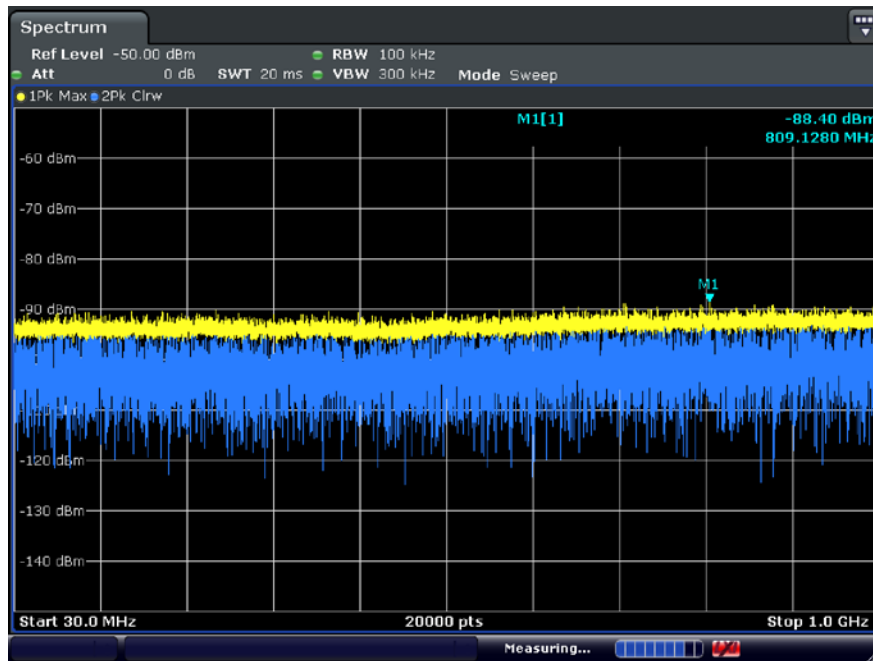 Spectrum
Ref Level -50.00 dBm RBW 100 kHz
Att 0 dB SWT 20 ms VBW 300 kHz Mode Sweep
1Pk Max 2Pk Clrw
M1[1] -88.40 dBm
809.1280 MHz
-60 dBm
-70 dBm
-80 dBm
M1
-90 dBm
-120 dBm
-130 dBm
-140 dBm
Start 30.0 MHz 20000 pts Stop 1.0 GHz
Measuring...